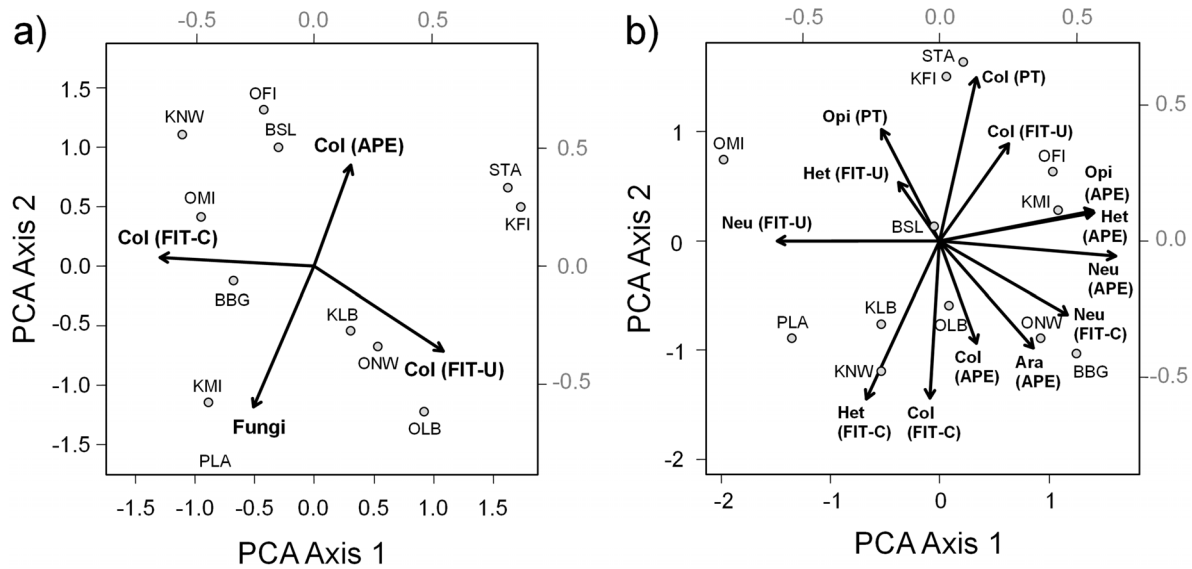 a)
-0.5 0.0 0.5
1.5
1.0
0.5
0.0
-0.5
-1.0
-1.5
PCA Axis 2
0.5
0.0
-0.5
OFI
KNW
BSL
Col (APE)
STA
KFI
OMI
Col (FIT-C)
BBG
KLB
ONW
Col (FIT-U)
KMI
Fungi
OLB
PLA
-1.5 -1.0 -0.5 0.0 0.5 1.0 1.5
PCA Axis 1
b)
-0.5 0.0 0.5
1
0
-1
-2
PCA Axis 2
0.5
0.0
-0.5
STA
KFI
Col (PT)
Opi (PT)
Col (FIT-U)
OMI
OFI
Het (FIT-U)
Opi
(APE)
KMI
Het
(APE)
Neu (FIT-U)
BSL
Neu
(APE)
KLB
PLA
OLB
ONW
Neu
(FIT-C)
KNW
Col
(APE)
Ara
(APE)
BBG
Het
(FIT-C)
Col
(FIT-C)
-2 -1 0 1
PCA Axis 1